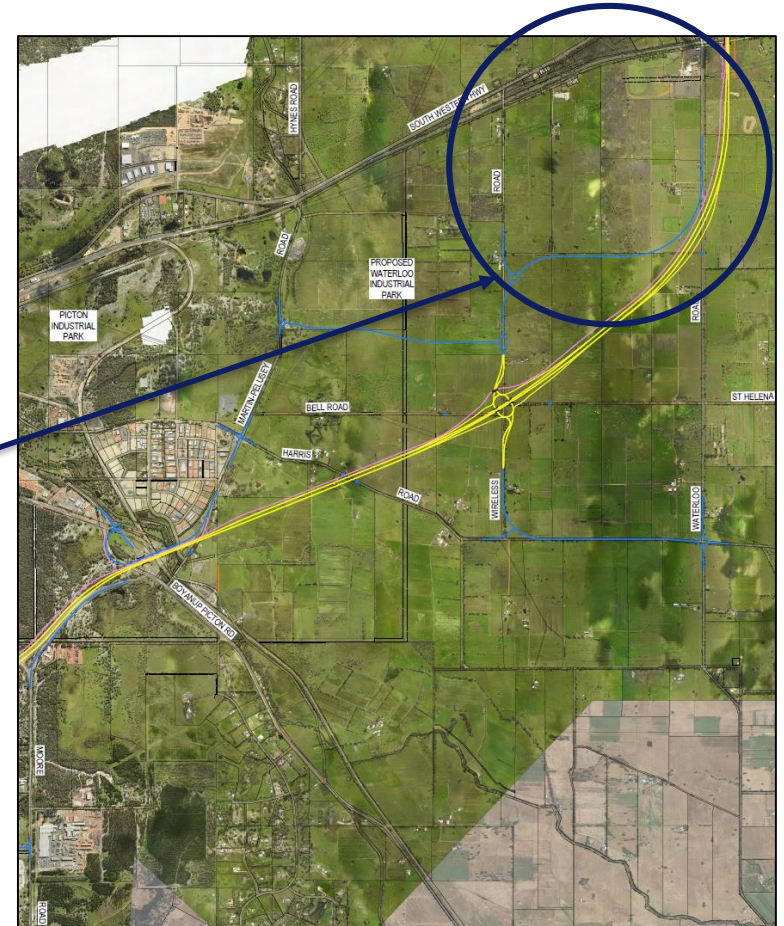 HYNES ROAD
SOUTH WESTERN HWY
ROAD
ROAD
PROPOSED
WATERLOO
INDUSTRIAL
PARK
PICTON
INDUSTRIAL
PARK
ROAD
MARTIN-PELUSEY
BELL ROAD
ST HELENA
HARRIS
ROAD
WIRELESS
WATERLOO
BOYANUP PICTON RD
MOORE
ROAD